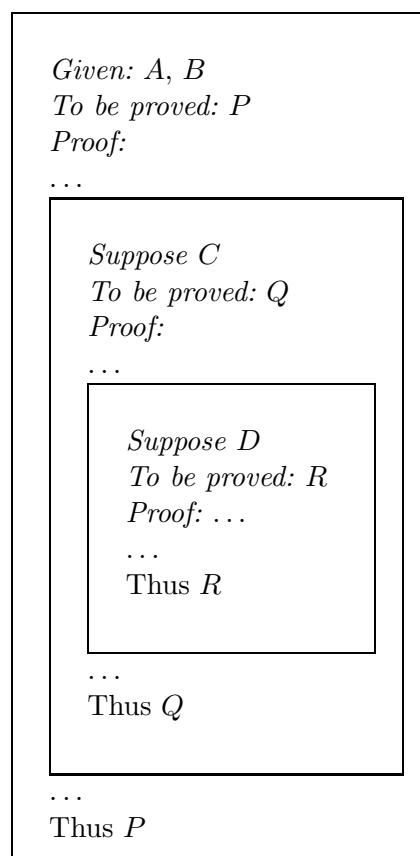 Given: A, B
To be proved: P
Proof:
...
Suppose C
To be proved: Q
Proof:
...
Suppose D
To be proved: R
Proof: ...
...
Thus R
...
Thus Q
...
Thus P